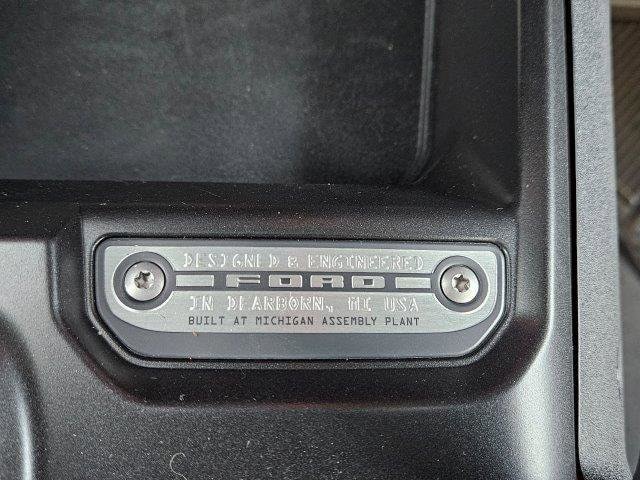 DESIGNED & ENGINEERED
FORD
IN DEARBORN, MI USA
BUILT AT MICHIGAN ASSEMBLY PLANT